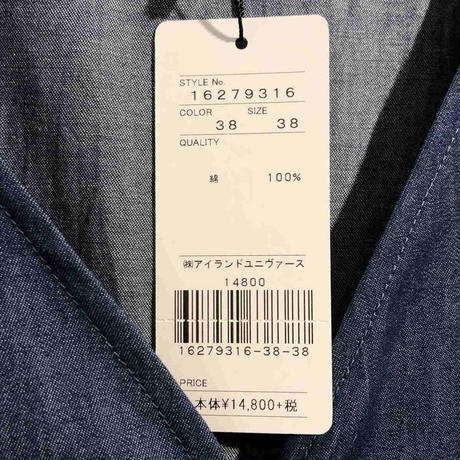 STYLE No.
16279316
COLOR SIZE
38 38
QUALITY
綿 100%
㈱アイランドユニヴァース
14800
16279316-38-38
PRICE
本体¥14,800+税